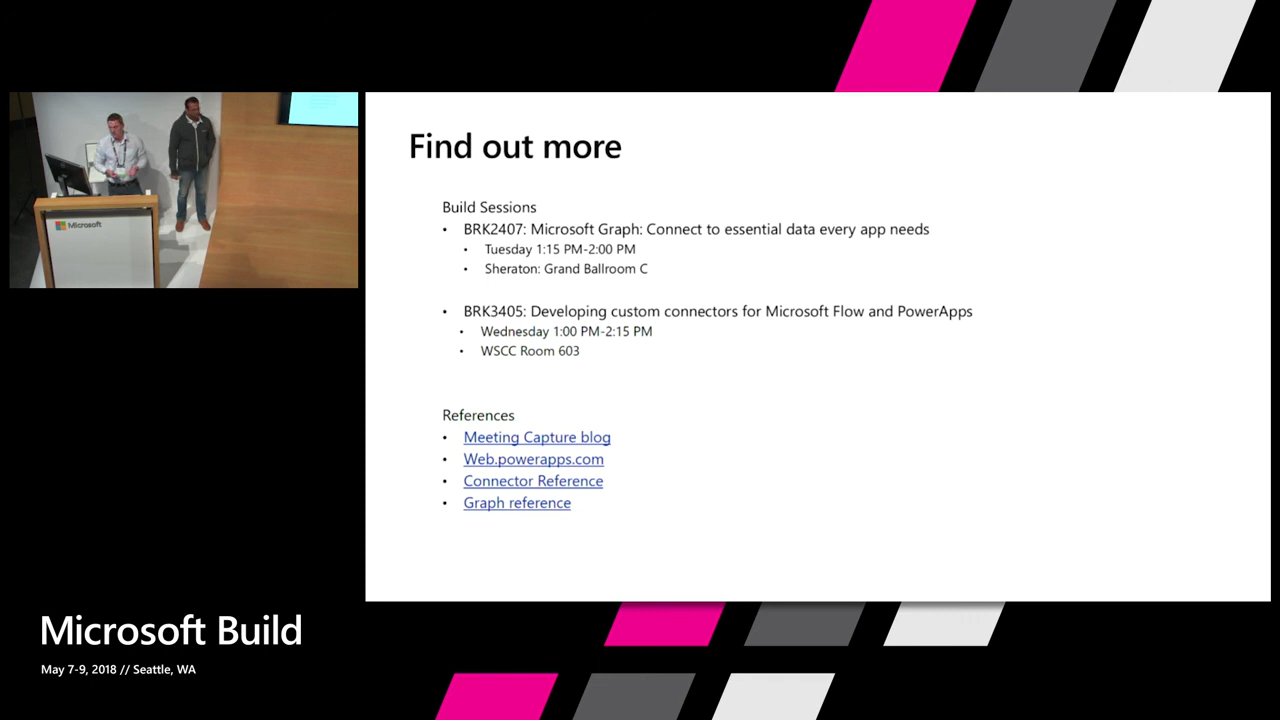 Microsoft
Find out more
Build Sessions
• BRK2407: Microsoft Graph: Connect to essential data every app needs
• Tuesday 1:15 PM-2:00 PM
• Sheraton: Grand Ballroom C
• BRK3405: Developing custom connectors for Microsoft Flow and PowerApps
• Wednesday 1:00 PM-2:15 PM
• WSCC Room 603
References
• Meeting Capture blog
• Web.powerapps.com
• Connector Reference
• Graph reference
Microsoft Build
May 7-9, 2018 // Seattle, WA